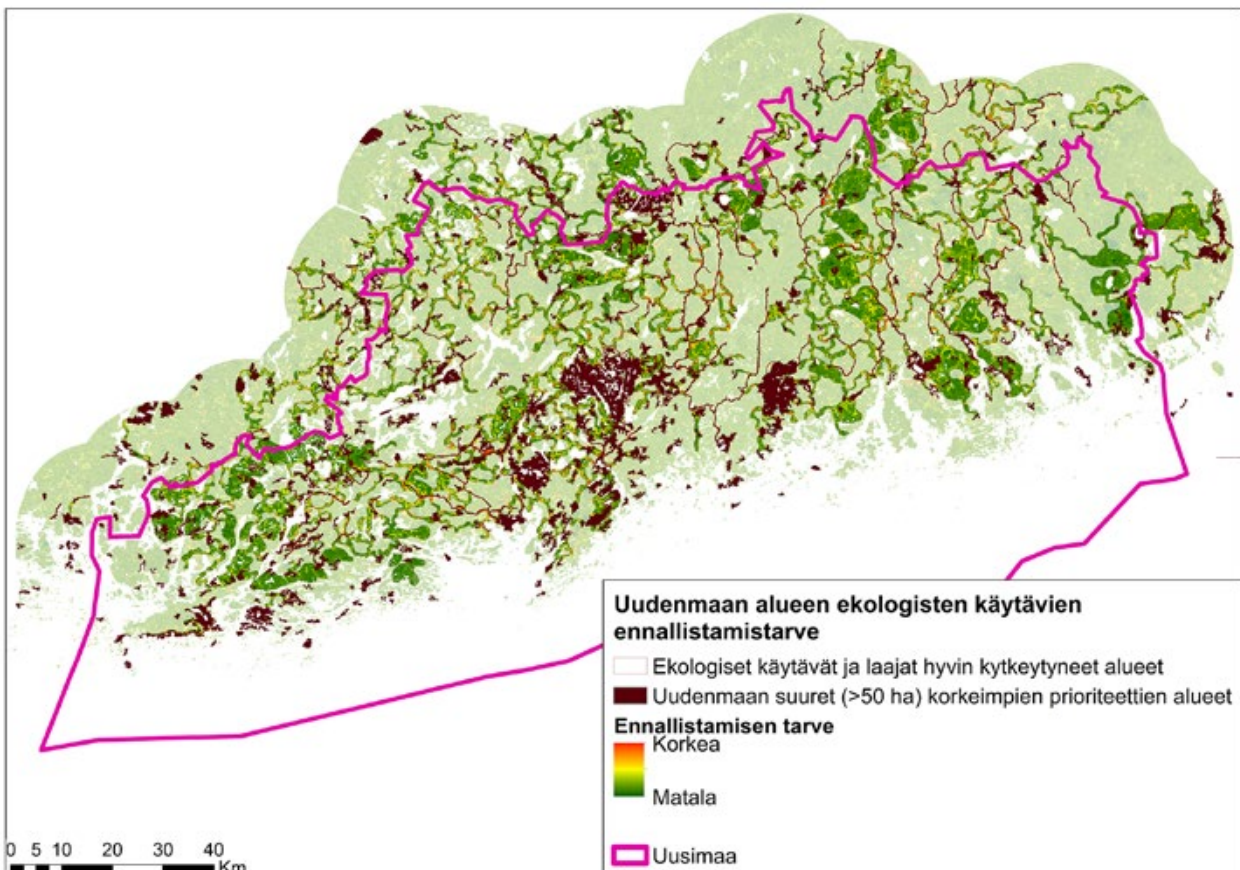 Uudenmaan alueen ekologisten käytävien
ennallistamistarve
Ekologiset käytävät ja laajat hyvin kytkeytyneet alueet
Uudenmaan suuret (>50 ha) korkeimpien prioriteettien alueet
Ennallistamisen tarve
Korkea
Matala
Uusimaa
0 5 10 20 30 40
Km